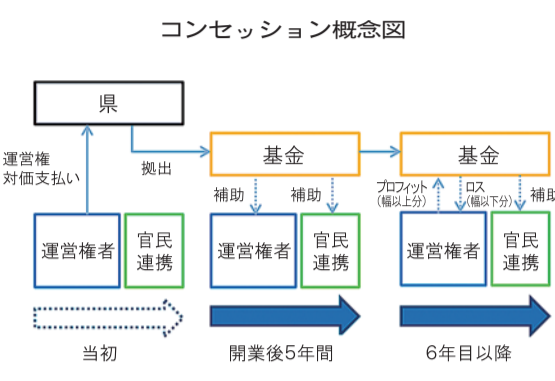 コンセッション概念図
県
運営権
対価支払い
拠出
基金
基金
補助
補助
プロフィット
（幅以上分）
ロス
（幅以下分）
補助
運営権者
官民
連携
運営権者
官民
連携
運営権者
官民
連携
当初
開業後5年間
6年目以降